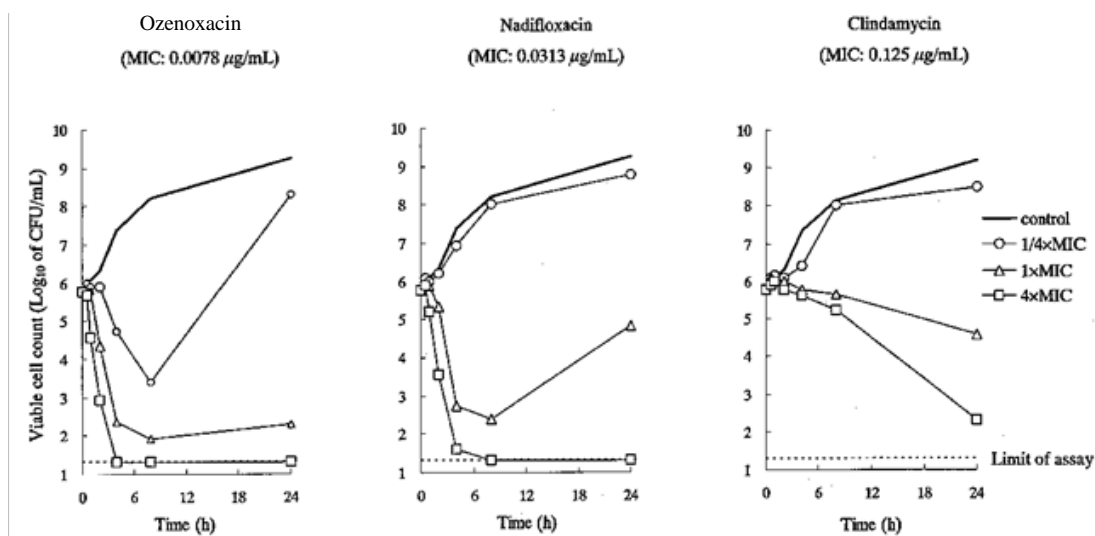 Ozenoxacin
(MIC: 0.0078 μg/mL)
Nadifloxacin
(MIC: 0.0313 μg/mL)
Clindamycin
(MIC: 0.125 μg/mL)
Viable cell count (Log10 of CFU/mL)
10
9
8
7
6
5
4
3
2
1
0 6 12 18 24
Time (h)
10
9
8
7
6
5
4
3
2
1
0 6 12 18 24
Time (h)
10
9
8
7
6
5
4
3
2
1
0 6 12 18 24
Time (h)
control
1/4×MIC
1×MIC
4×MIC
Limit of assay